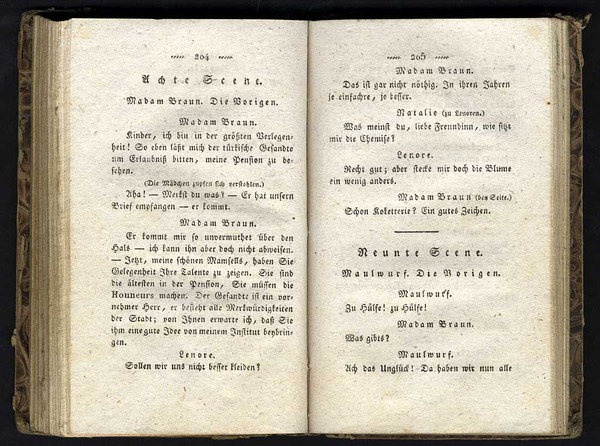 204
Achte Scene.
Madam Braun. Die Vorigen.
Madam Braun.
Kinder, ich bin in der größten Verlegen-
heit! So eben läßt mich der türkische Gesandte
um Erlaubniß bitten, meine Pension zu be-
sehen.
(Die Mädchen zupfen sich verstohlen.)
Aha! — Merkst du was? — Er hat unsern
Brief empfangen — er kommt.
Madam Braun.
Er kommt mir so unvermuthet über den
Hals — ich kann ihn aber doch nicht abweisen.
— Jetzt, meine schönen Mamsells, haben Sie
Gelegenheit Ihre Talente zu zeigen. Sie sind
die ältesten in der Pension, Sie müssen die
Honneurs machen. Der Gesandte ist ein vor-
nehmer Herr, er besieht alle Merkwürdigkeiten
der Stadt; von Ihnen erwarte ich, daß Sie
ihm eine gute Idee von meinem Institut beybrin-
gen.
Lenore.
Sollen wir uns nicht besser kleiden?
205
Madam Braun.
Das ist gar nicht nöthig. In ihren Jahren
je einfachre, je besser.
Natalie (zu Lenoren.)
Was meinst du, liebe Freundinn, wie sitzt
mir die Chemise?
Lenore.
Recht gut; aber stecke mir doch die Blume
ein wenig anders.
Madam Braun (bey Seite.)
Schon Koketterie? Ein gutes Zeichen.
Neunte Scene.
Maulwurf. Die Vorigen.
Maulwurf.
Zu Hülfe! zu Hülfe!
Madam Braun.
Was gibts?
Maulwurf.
Ach das Unglück! Da haben wir nun alle